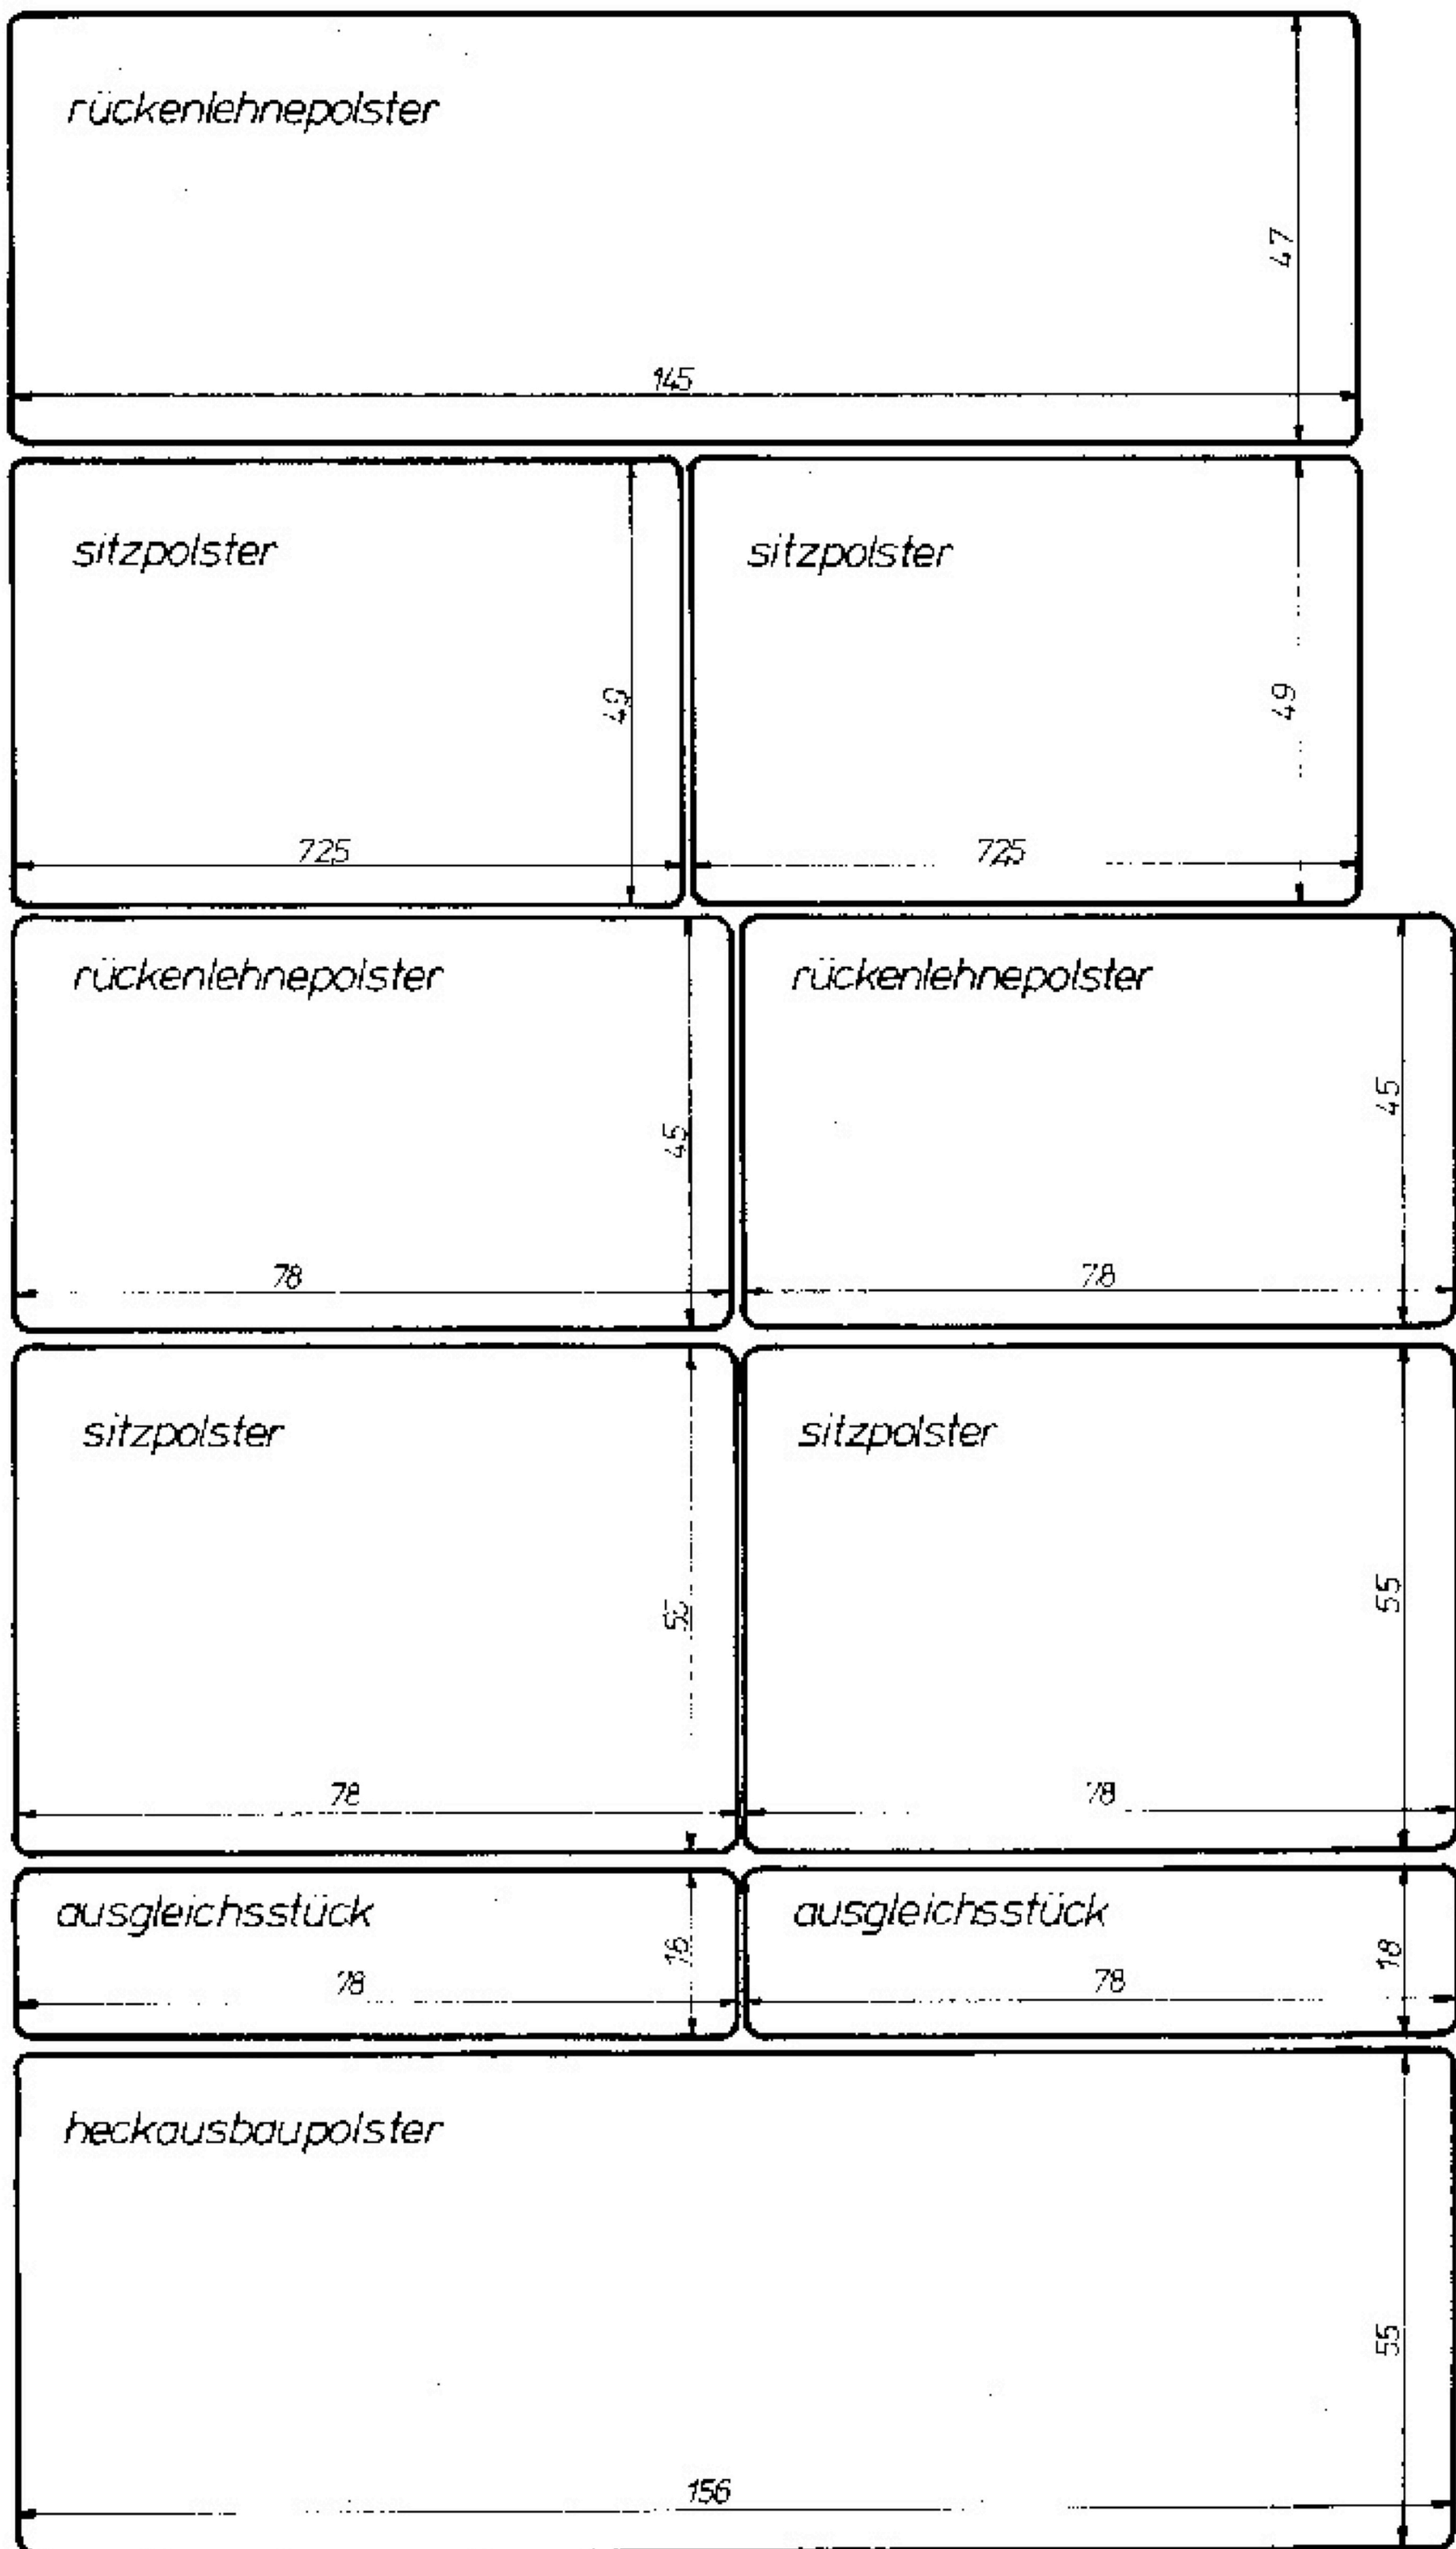 rückenlehnepolster
47
145
sitzpolster
sitzpolster
49
49
725
725
rückenlehnepolster
rückenlehnepolster
45
45
78
78
sitzpolster
sitzpolster
55
78
78
ausgleichsstück
ausgleichsstück
18
78
78
heckausbaupolster
55
156